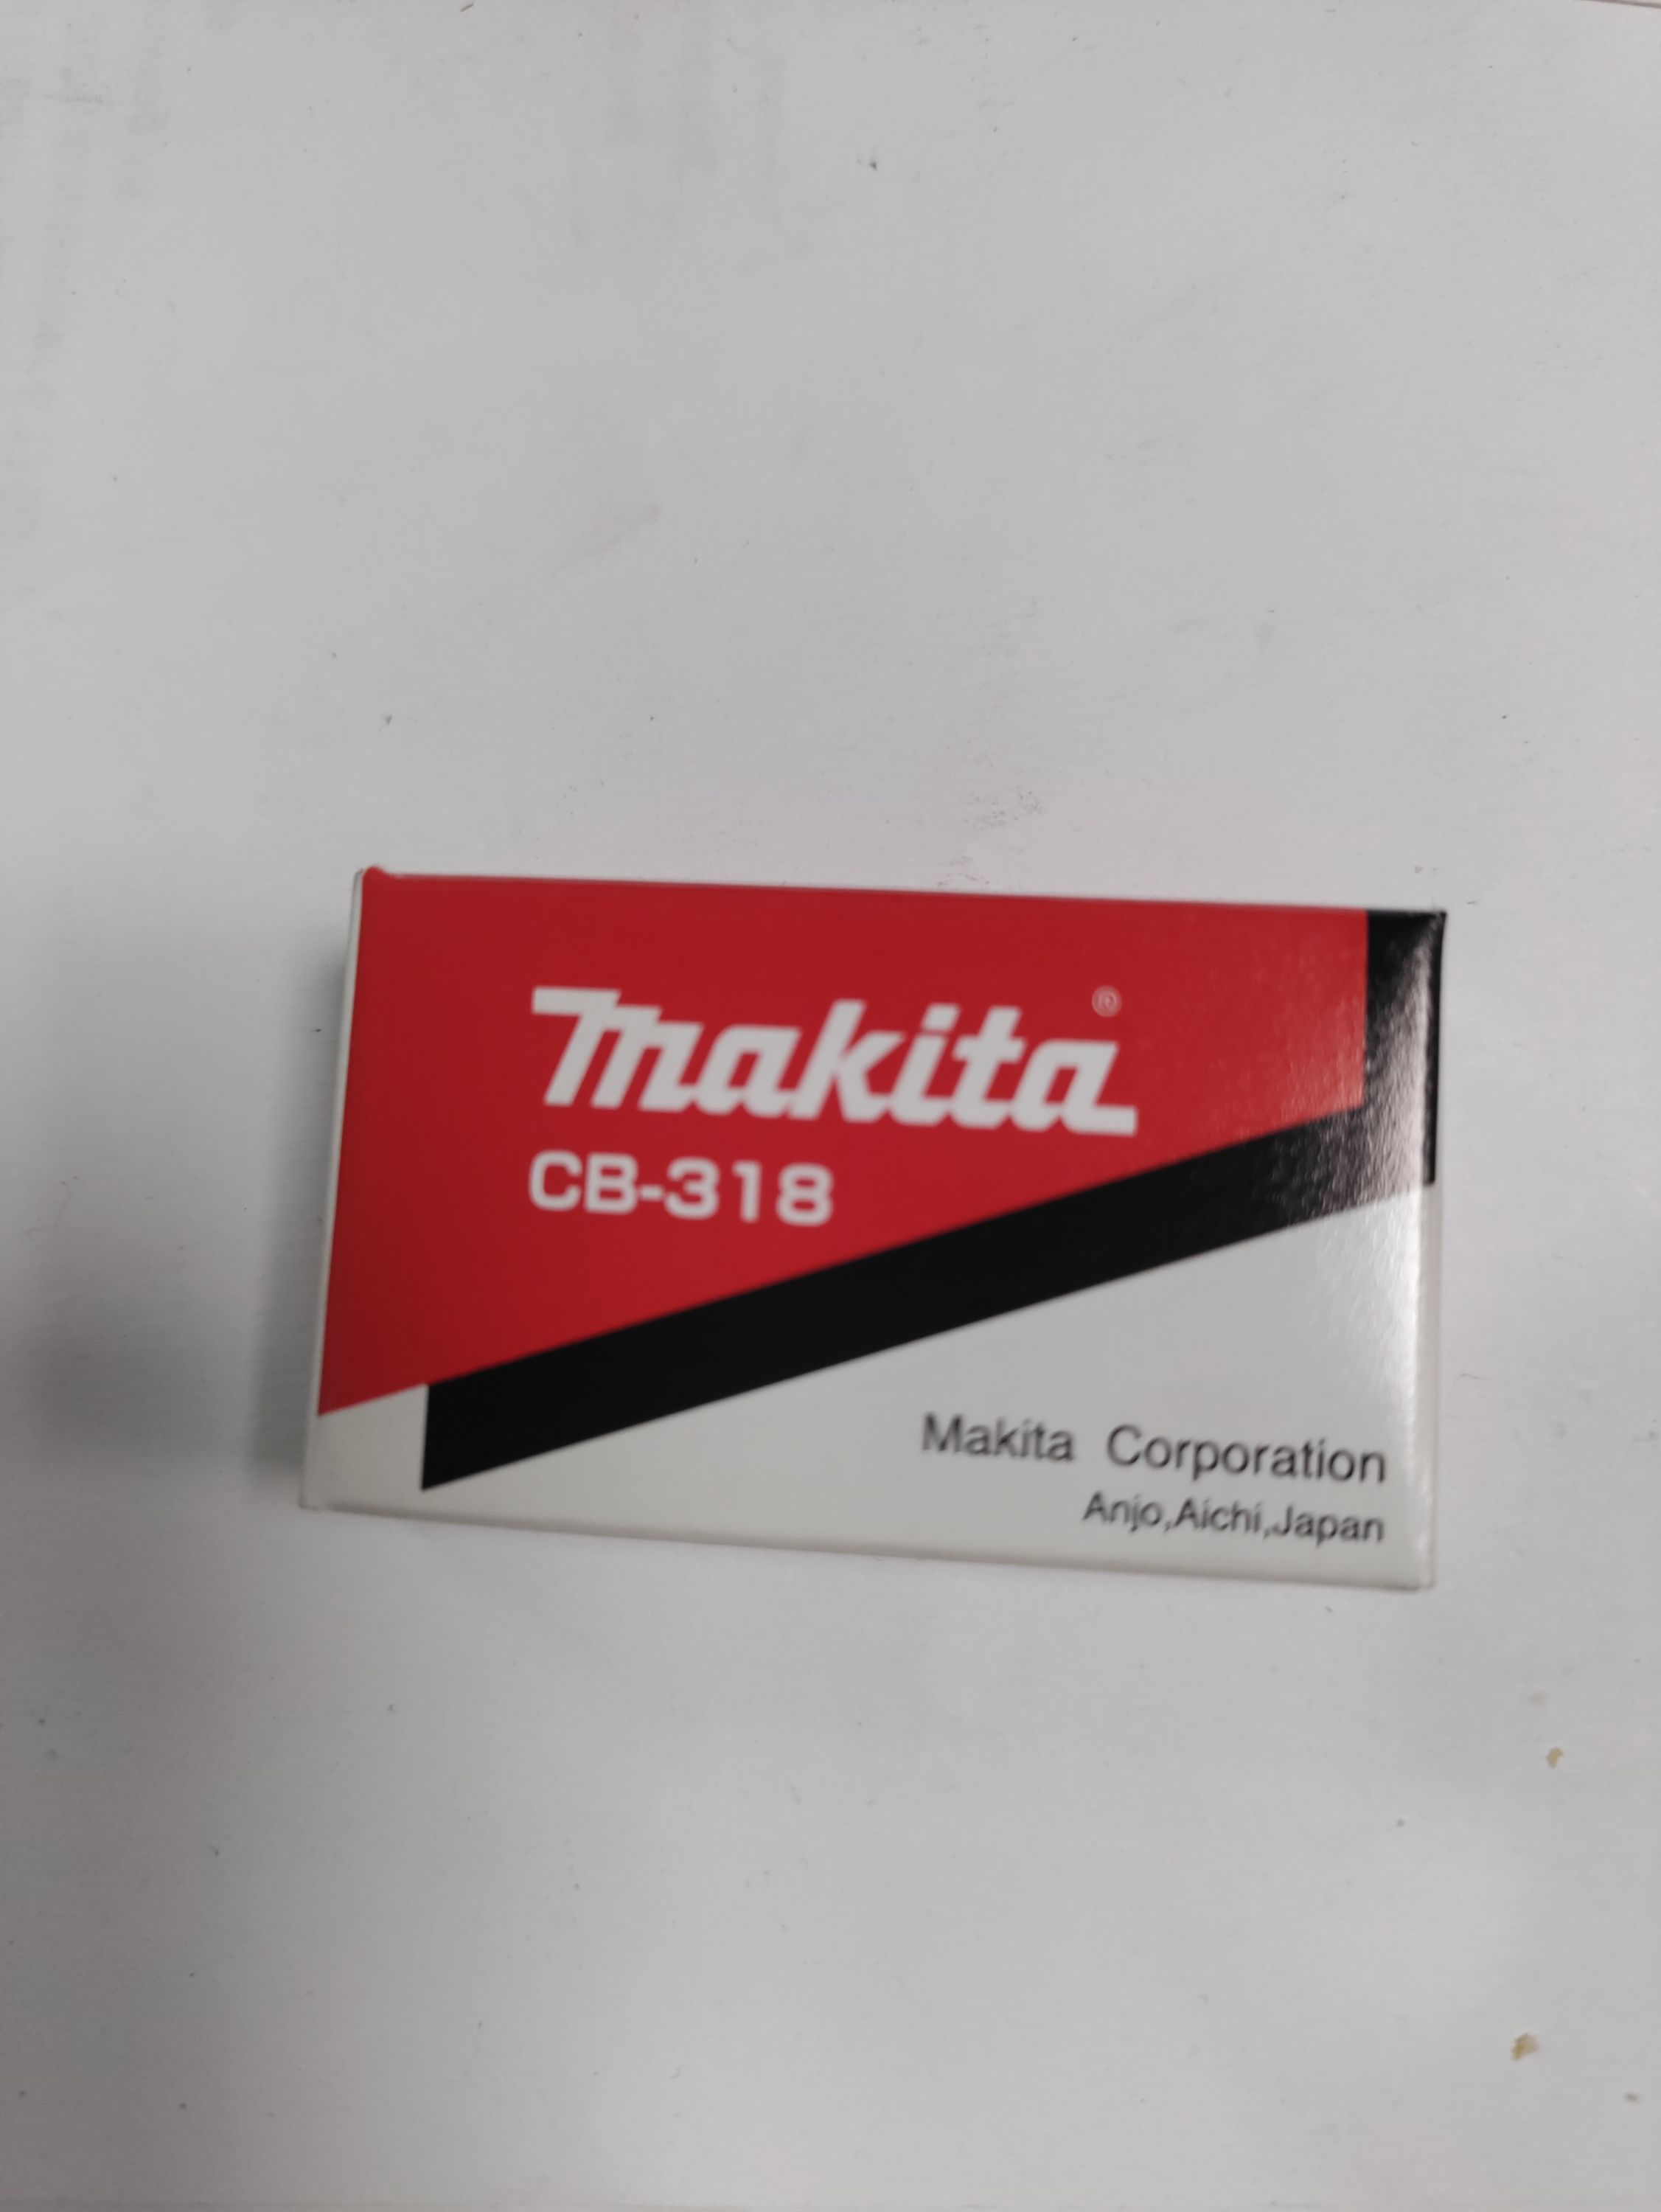 makita®
CB-318
Makita Corporation
Anjo,Aichi,Japan